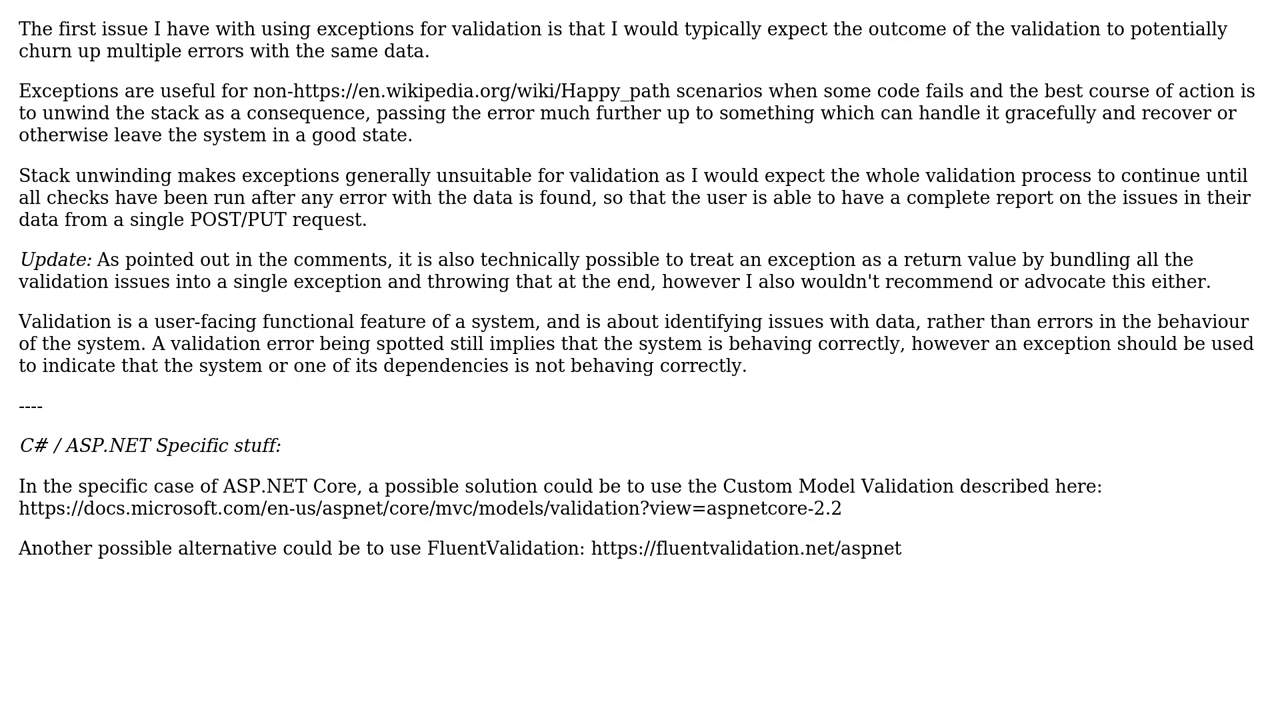 The first issue I have with using exceptions for validation is that I would typically expect the outcome of the validation to potentially
churn up multiple errors with the same data.
Exceptions are useful for non-https://en.wikipedia.org/wiki/Happy_path scenarios when some code fails and the best course of action is
to unwind the stack as a consequence, passing the error much further up to something which can handle it gracefully and recover or
otherwise leave the system in a good state.
Stack unwinding makes exceptions generally unsuitable for validation as I would expect the whole validation process to continue until
all checks have been run after any error with the data is found, so that the user is able to have a complete report on the issues in their
data from a single POST/PUT request.
Update: As pointed out in the comments, it is also technically possible to treat an exception as a return value by bundling all the
validation issues into a single exception and throwing that at the end, however I also wouldn't recommend or advocate this either.
Validation is a user-facing functional feature of a system, and is about identifying issues with data, rather than errors in the behaviour
of the system. A validation error being spotted still implies that the system is behaving correctly, however an exception should be used
to indicate that the system or one of its dependencies is not behaving correctly.
----
C# / ASP.NET Specific stuff:
In the specific case of ASP.NET Core, a possible solution could be to use the Custom Model Validation described here:
https://docs.microsoft.com/en-us/aspnet/core/mvc/models/validation?view=aspnetcore-2.2
Another possible alternative could be to use FluentValidation: https://fluentvalidation.net/aspnet